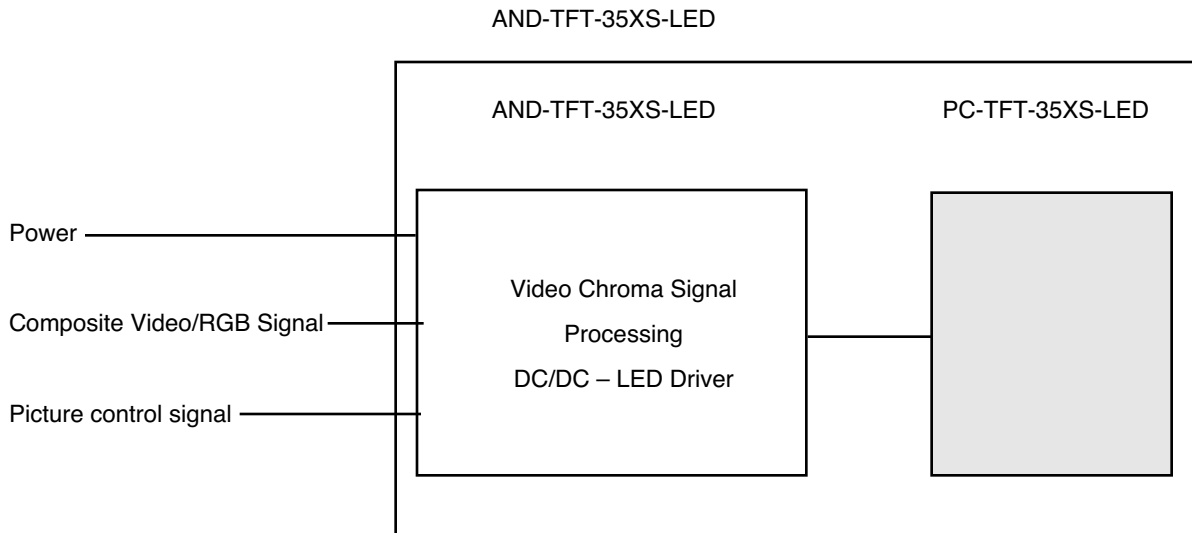 AND-TFT-35XS-LED
AND-TFT-35XS-LED
PC-TFT-35XS-LED
Power
Composite Video/RGB Signal
Picture control signal
Video Chroma Signal
Processing
DC/DC – LED Driver